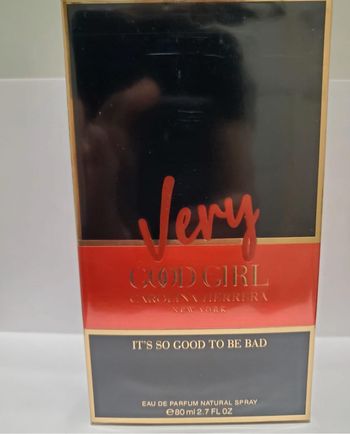 Very
GOOD GIRL
CAROLINA HERRERA
NEW YORK
IT'S SO GOOD TO BE BAD
EAU DE PARFUM NATURAL SPRAY
℮ 80 ml 2.7 FL OZ